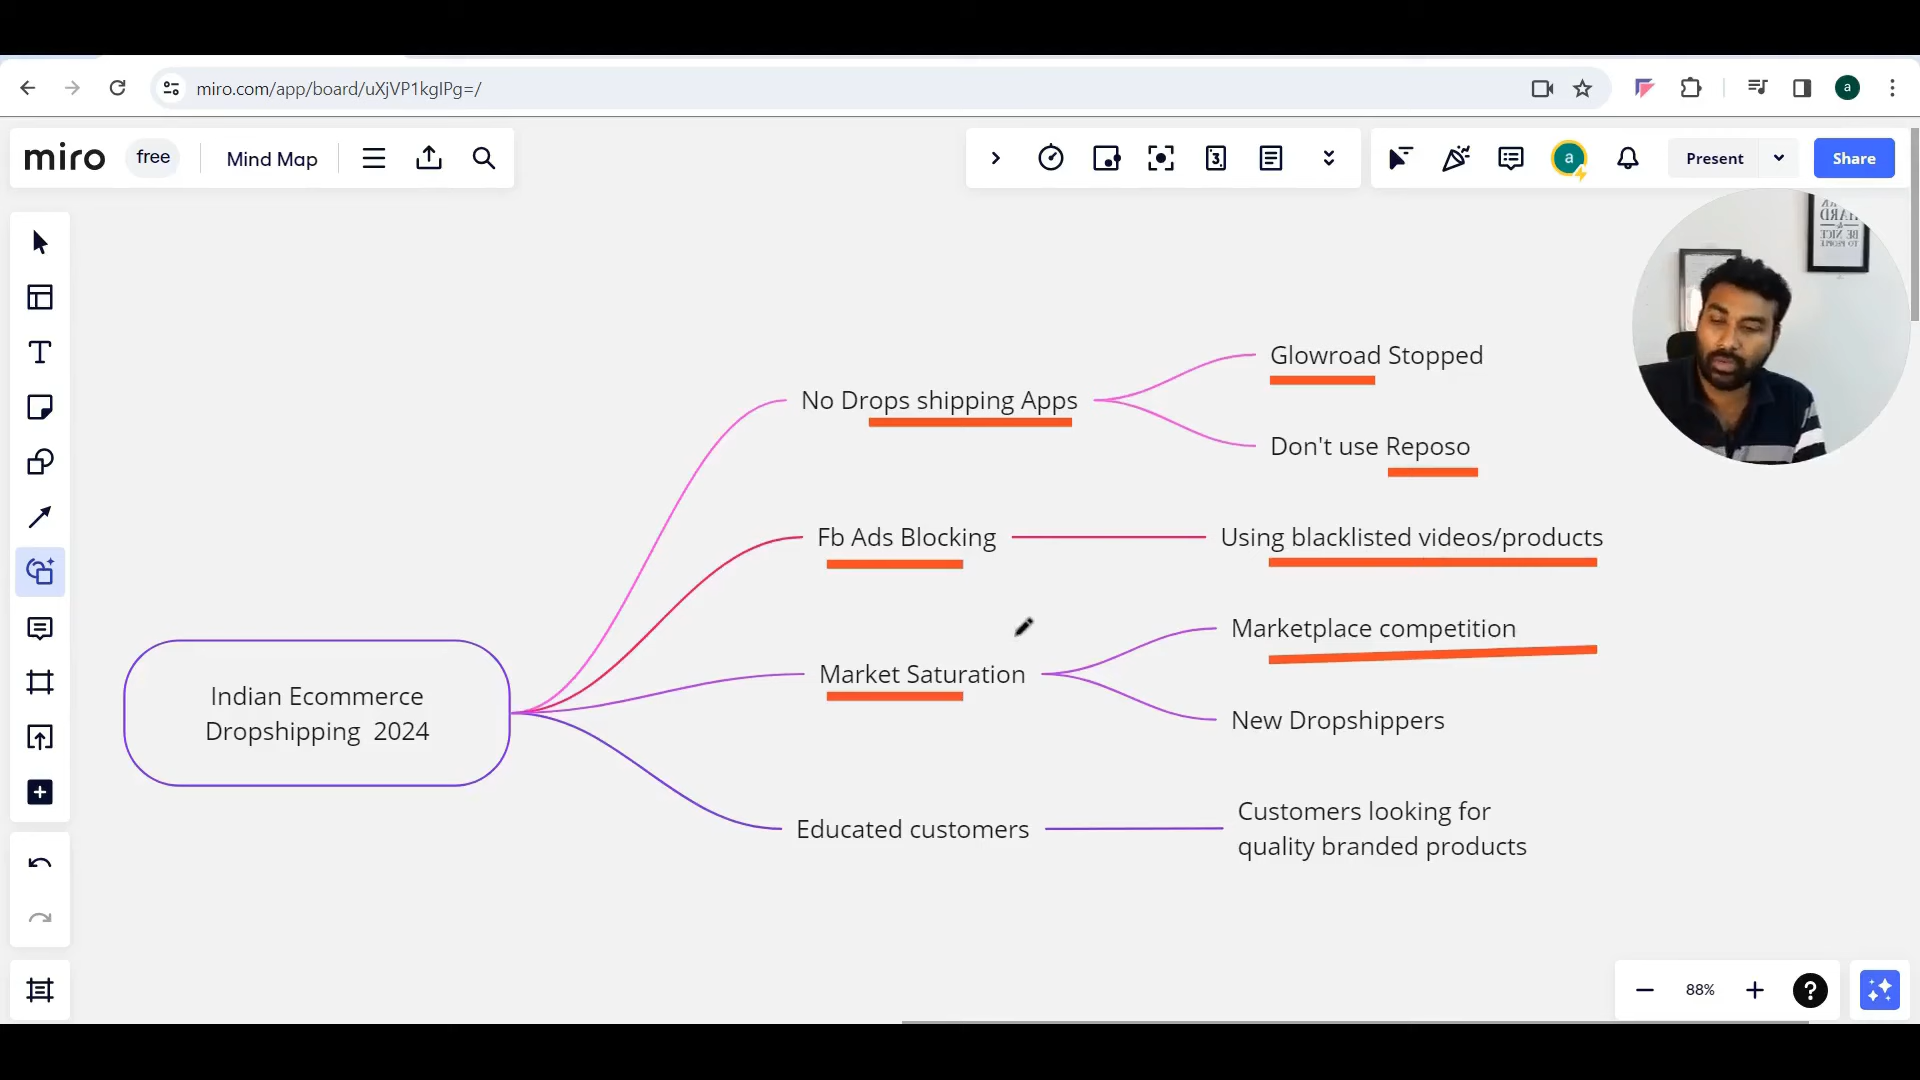 miro.com/app/board/uXjVP1kgIPg=/
a
miro free Mind Map
3
a
Present
Share
Glowroad Stopped
No Drops shipping Apps
Don't use Reposo
Fb Ads Blocking
Using blacklisted videos/products
Marketplace competition
Market Saturation
New Dropshippers
Indian Ecommerce
Dropshipping 2024
Educated customers
Customers looking for
quality branded products
88%
?